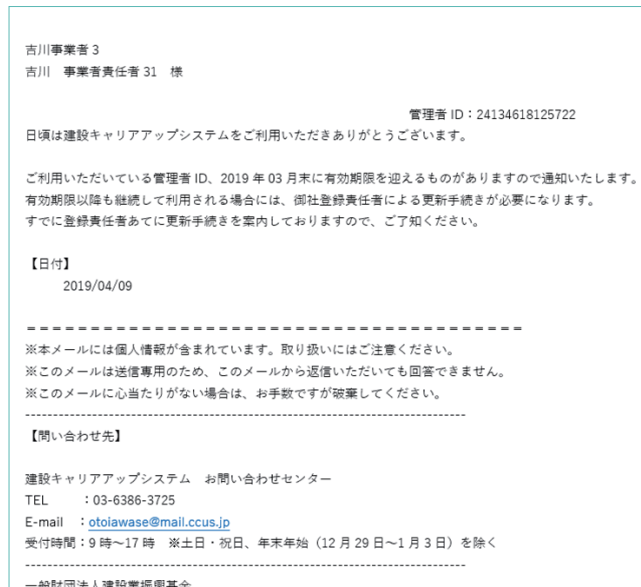 吉川事業者3
吉川　事業者責任者31　様
管理者 ID：24134618125722
日頃は建設キャリアアップシステムをご利用いただきありがとうございます。
ご利用いただいている管理者 ID、2019 年 03 月末に有効期限を迎えるものがありますので通知いたします。
有効期限以降も継続して利用される場合には、御社登録責任者による更新手続きが必要になります。
すでに登録責任者あてに更新手続きを案内しておりますので、ご了知ください。
【日付】
2019/04/09
＝＝＝＝＝＝＝＝＝＝＝＝＝＝＝＝＝＝＝＝＝＝＝＝＝＝＝＝＝＝＝＝＝＝＝＝＝＝＝
※本メールには個人情報が含まれています。取り扱いにはご注意ください。
※このメールは送信専用のため、このメールから返信いただいても回答できません。
※このメールに心当たりがない場合は、お手数ですが破棄してください。
--------------------------------------------------------------------------------
【問い合わせ先】
建設キャリアアップシステム　お問い合わせセンター
TEL　　：03-6386-3725
E-mail　：otoiawase@mail.ccus.jp
受付時間：9 時～17 時　※土日・祝日、年末年始（12 月 29 日～1 月 3 日）を除く
--------------------------------------------------------------------------------
一般財団法人建設業振興基金